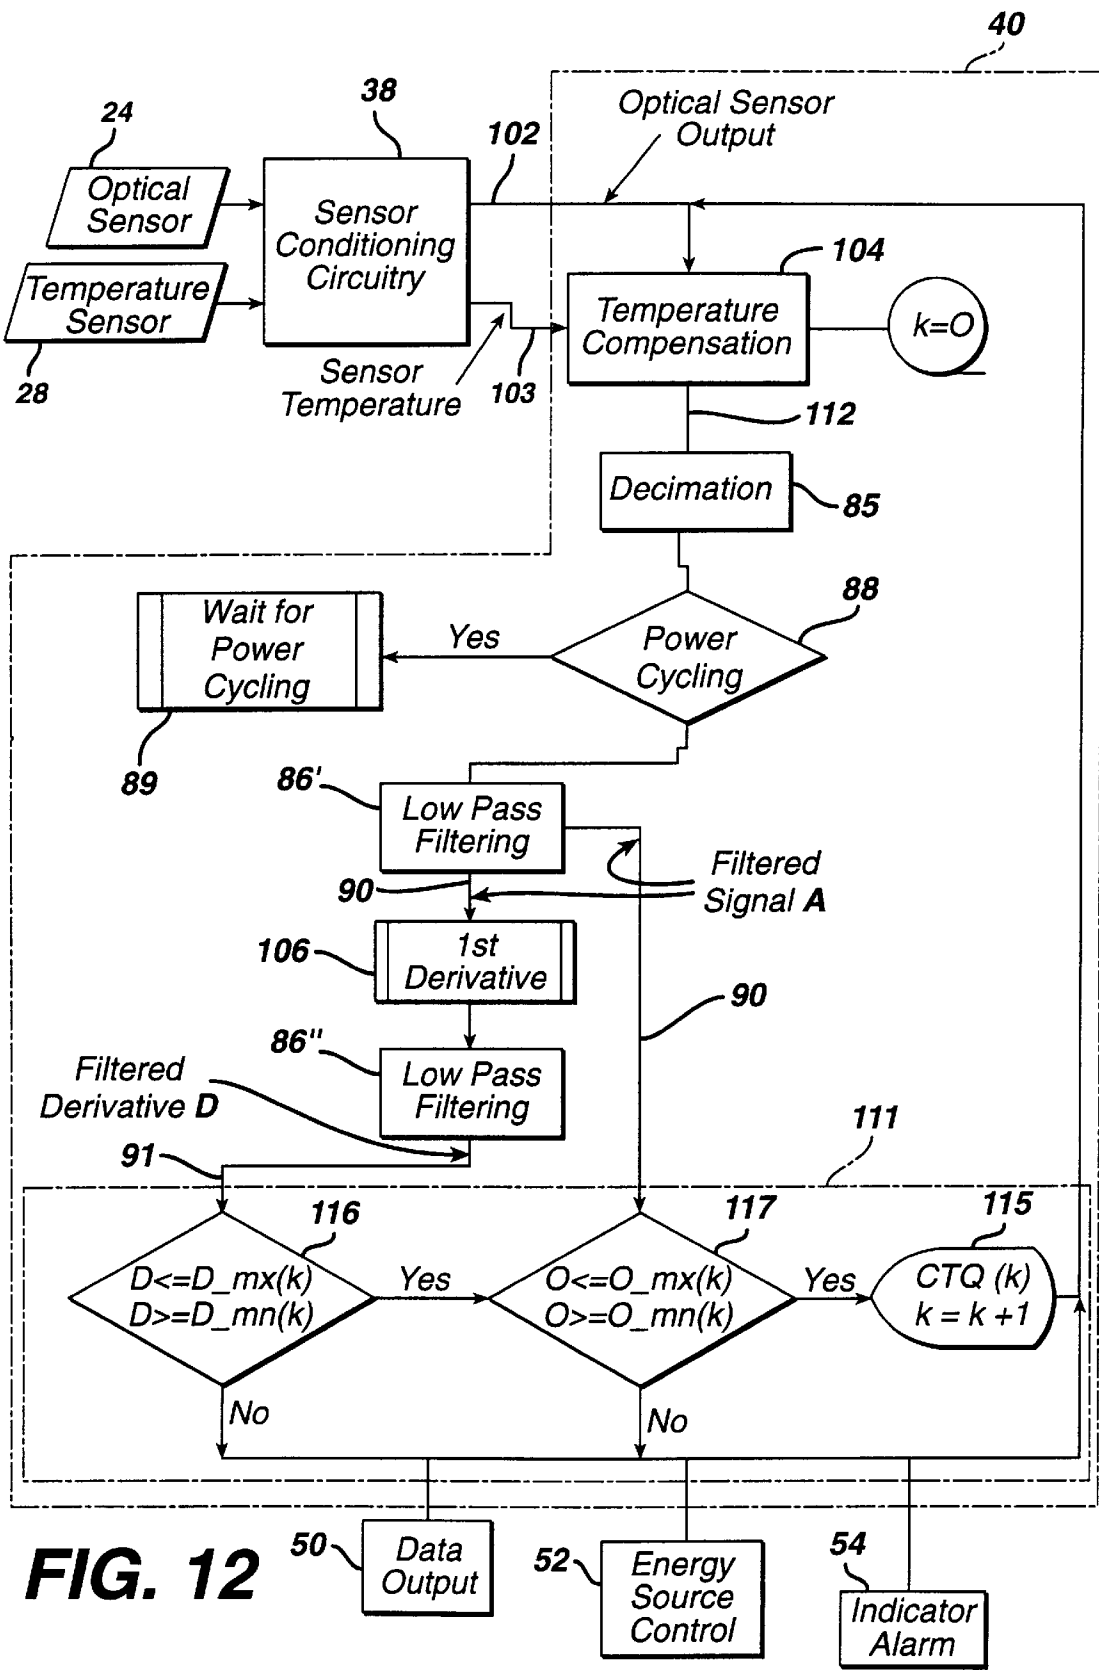 40
38
24
102
Optical Sensor
Output
Optical
Sensor
Sensor
Conditioning
Circuitry
104
Temperature
Sensor
Temperature
Compensation
k=O
28
Sensor
Temperature
103
112
Decimation
85
88
Wait for
Power
Cycling
Yes
Power
Cycling
89
86'
Low Pass
Filtering
90
Filtered
Signal A
106
1st
Derivative
90
86"
Filtered
Derivative D
Low Pass
Filtering
111
91
116
117
115
D<=D_mx(k)
D>=D_mn(k)
Yes
O<=O_mx(k)
O>=O_mn(k)
Yes
CTQ (k)
k = k +1
No
No
FIG. 12
50
Data
Output
52
Energy
Source
Control
54
Indicator
Alarm